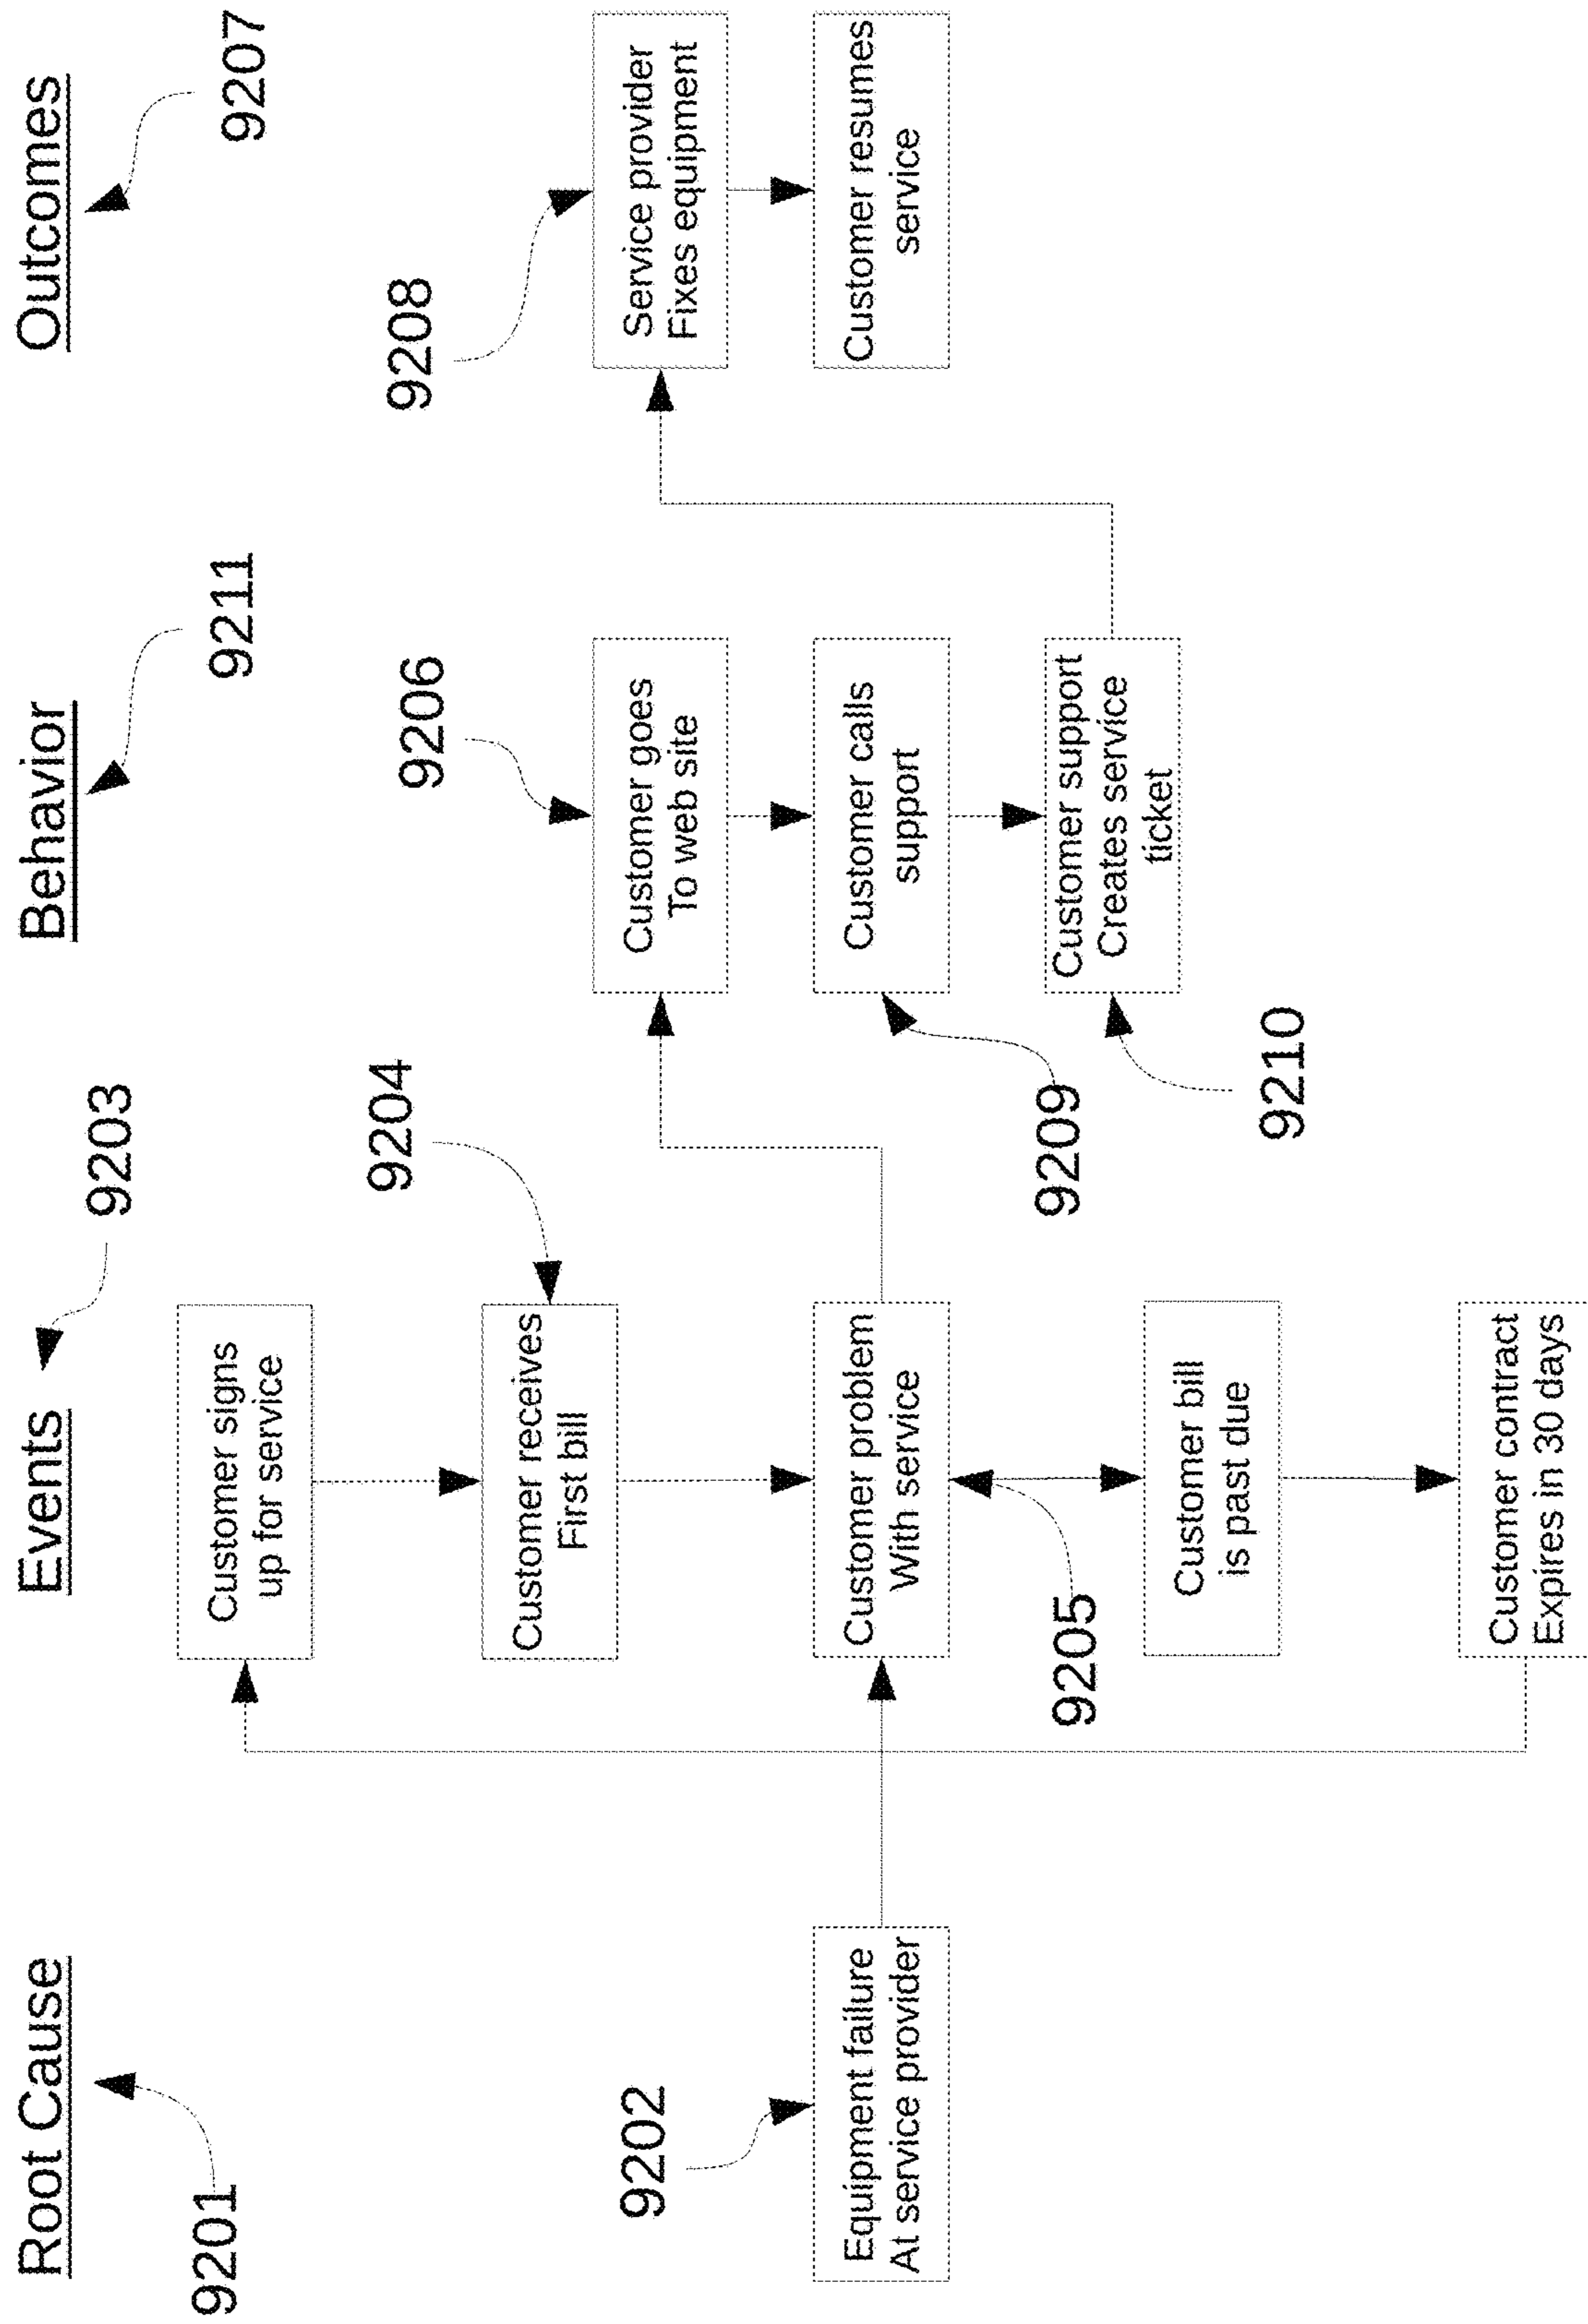 Root Cause
9201
9202
Equipment failure
At service provider
Events
9203
Customer signs
up for service
9204
Customer receives
First bill
Customer problem
With service
9205
Customer bill
is past due
Customer contract
Expires in 30 days
Behavior
9211
9206
Customer goes
To web site
Customer calls
support
9209
Customer support
Creates service
ticket
9210
Outcomes
9207
9208
Service provider
Fixes equipment
Customer resumes
service